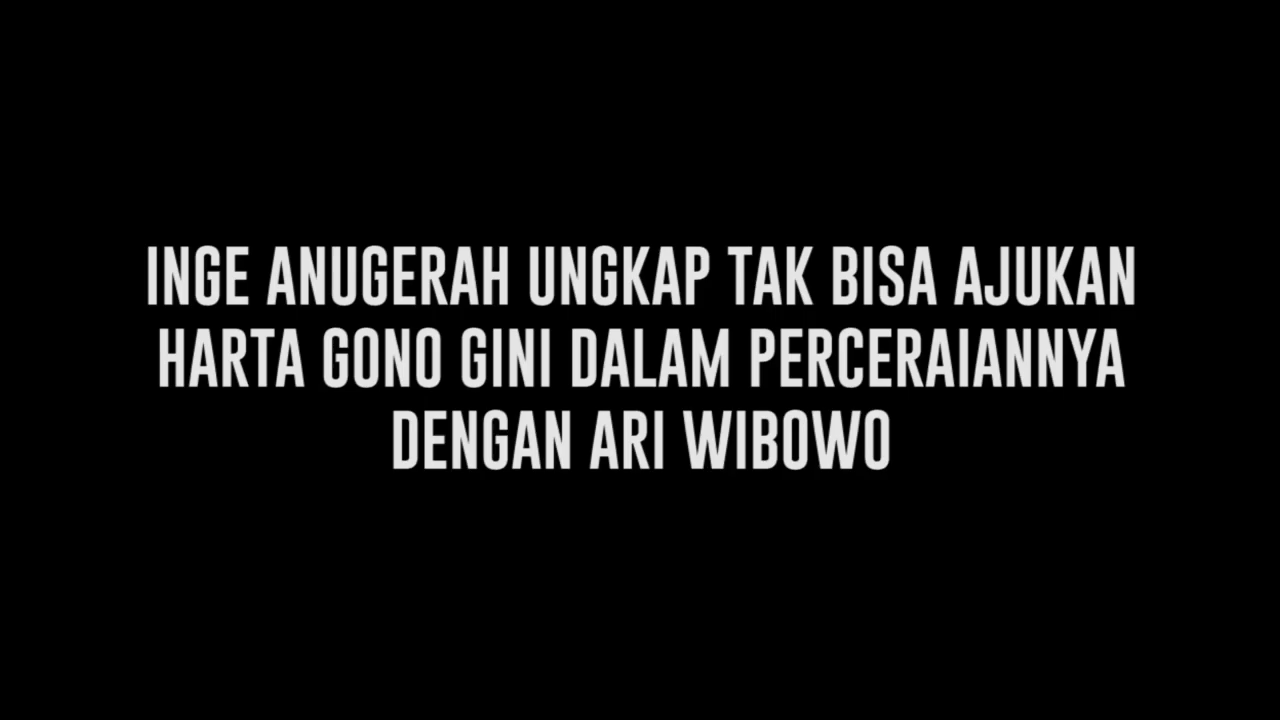 INGE ANUGERAH UNGKAP TAK BISA AJUKAN
HARTA GONO GINI DALAM PERCERAIANNYA
DENGAN ARI WIBOWO